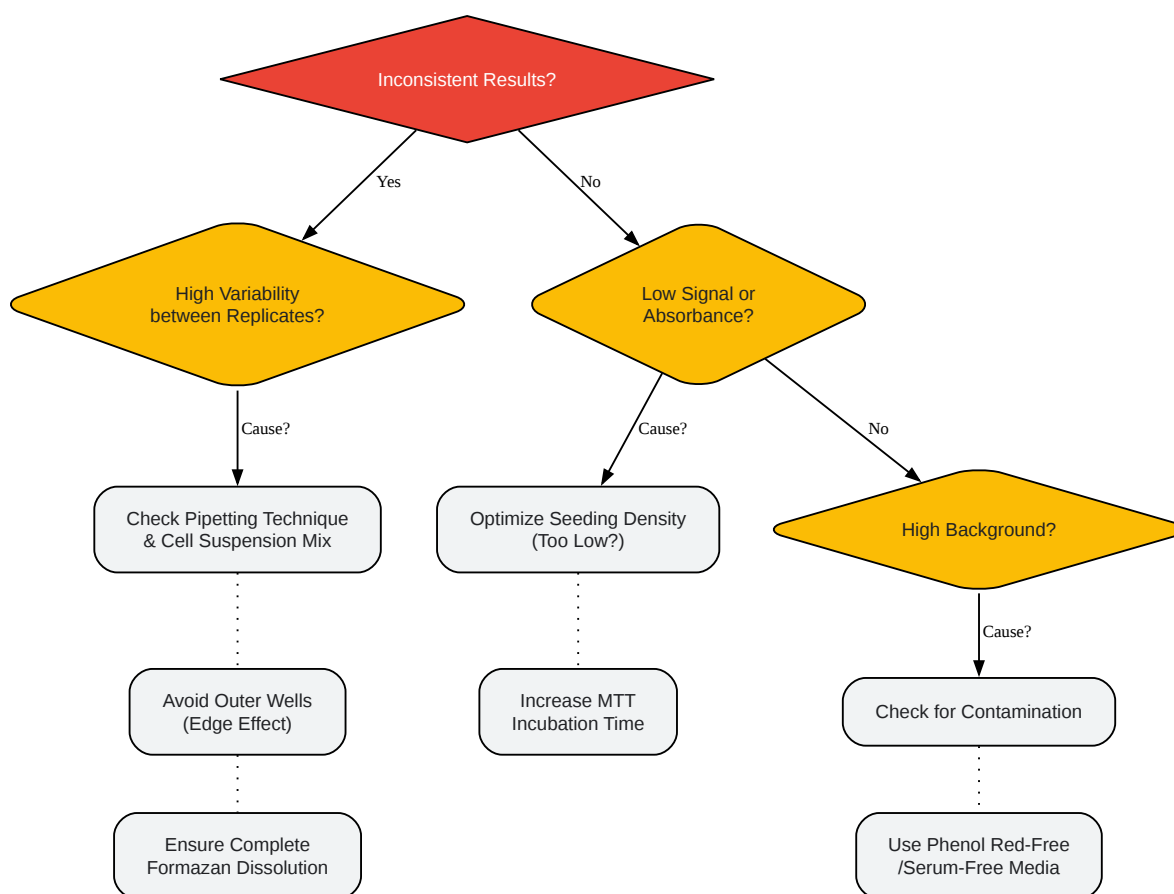 Inconsistent Results?
Yes
No
High Variability
between Replicates?
Low Signal or
Absorbance?
Cause?
Cause?
No
Check Pipetting Technique
& Cell Suspension Mix
Optimize Seeding Density
(Too Low?)
High Background?
Cause?
Avoid Outer Wells
(Edge Effect)
Increase MTT
Incubation Time
Check for Contamination
Ensure Complete
Formazan Dissolution
Use Phenol Red-Free
/Serum-Free Media